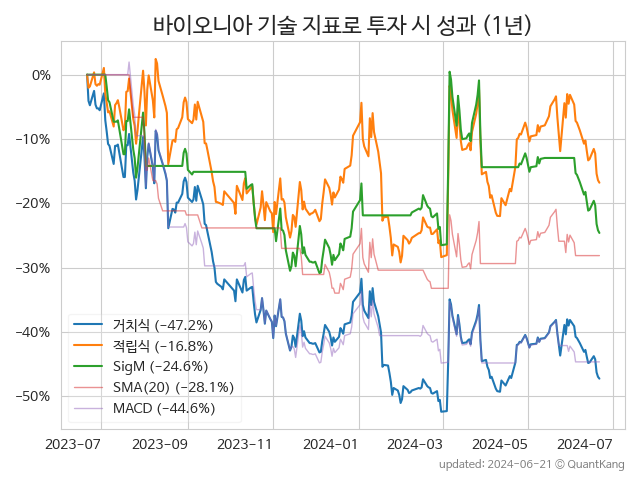 바이오니아 기술 지표로 투자 시 성과 (1년)
0%
−10%
−20%
−30%
−40%
−50%
거치식 (−47.2%)
적립식 (−16.8%)
SigM (−24.6%)
SMA(20) (−28.1%)
MACD (−44.6%)
2023-07 2023-09 2023-11 2024-01 2024-03 2024-05 2024-07
updated: 2024-06-21 © QuantKang